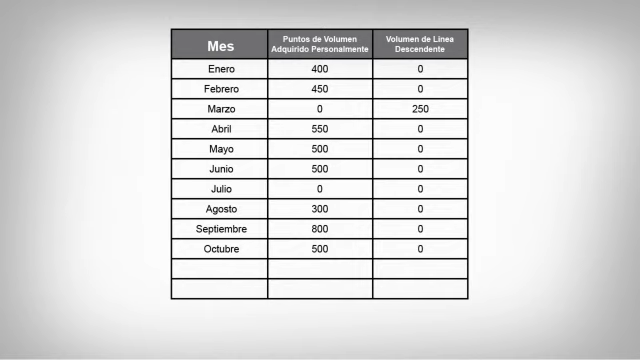 Mes Puntos de Volumen Adquirido Personalmente Volumen de Linea Descendente
Enero 400 0
Febrero 450 0
Marzo 0 250
Abril 550 0
Mayo 500 0
Junio 500 0
Julio 0 0
Agosto 300 0
Septiembre 800 0
Octubre 500 0